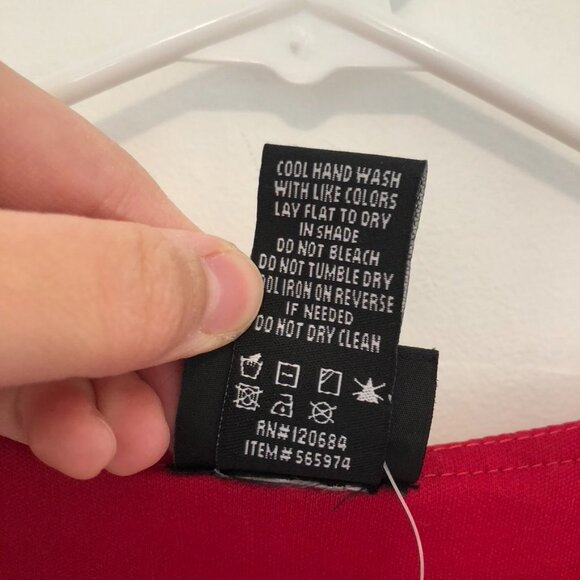 COOL HAND WASH
WITH LIKE COLORS
LAY FLAT TO DRY
IN SHADE
DO NOT BLEACH
DO NOT TUMBLE DRY
OOL IRON ON REVERSE
IF NEEDED
DO NOT DRY CLEAN
RN#120684
ITEM# 565974